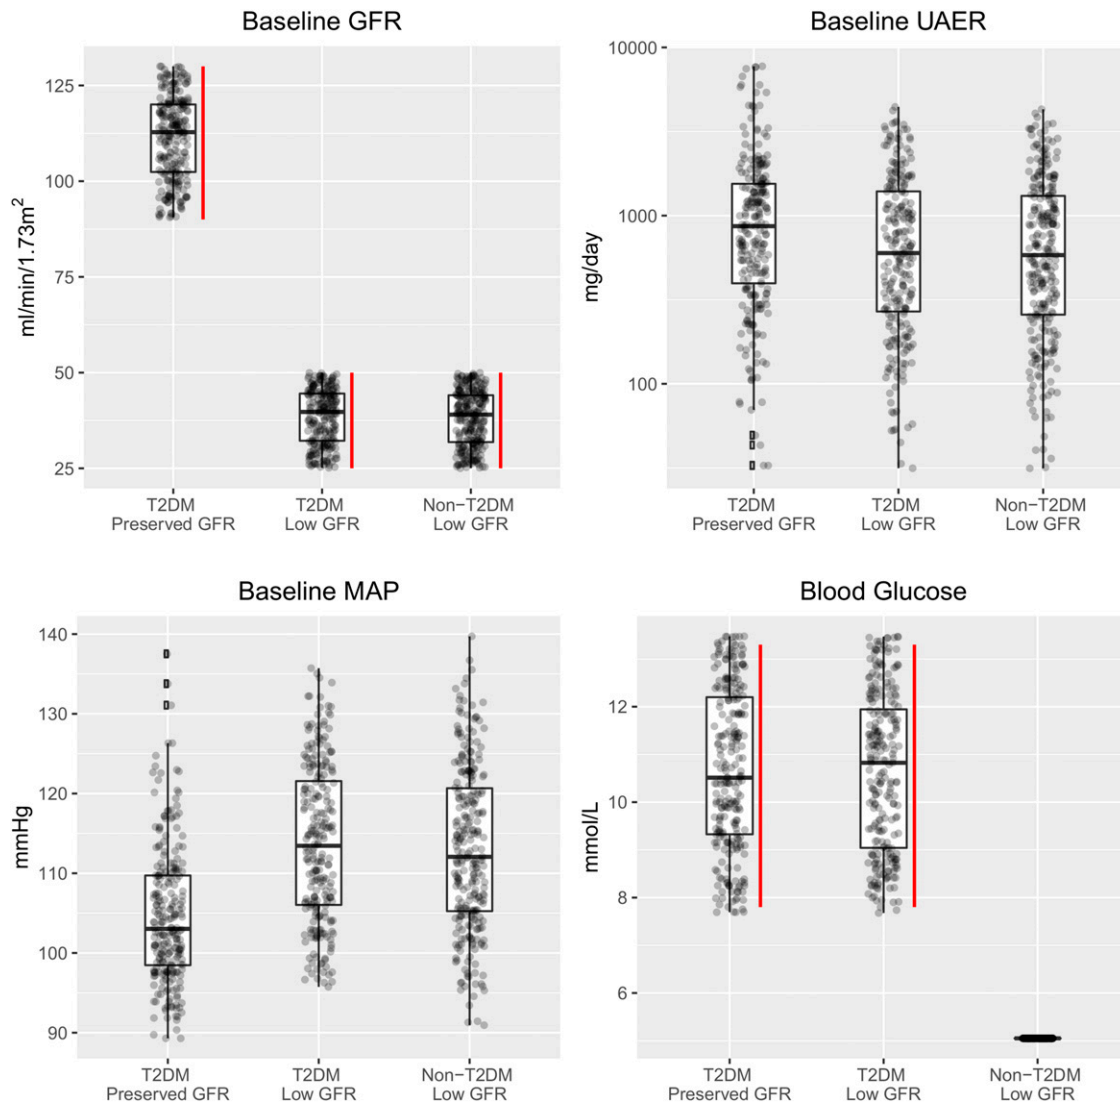 Baseline GFR
ml/min/1.73m²
125
100
75
50
25
T2DM
Preserved GFR
T2DM
Low GFR
Non−T2DM
Low GFR
Baseline UAER
mg/day
10000
1000
100
T2DM
Preserved GFR
T2DM
Low GFR
Non−T2DM
Low GFR
Baseline MAP
mmHg
140
130
120
110
100
90
T2DM
Preserved GFR
T2DM
Low GFR
Non−T2DM
Low GFR
Blood Glucose
mmol/L
12
10
8
6
T2DM
Preserved GFR
T2DM
Low GFR
Non−T2DM
Low GFR